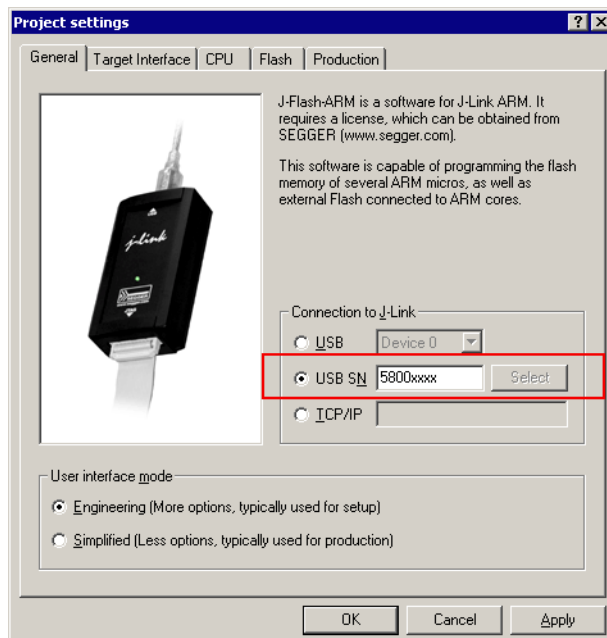 Project settings
General Target Interface CPU Flash Production
J-Flash-ARM is a software for J-Link ARM. It
requires a license, which can be obtained from
SEGGER (www.segger.com).
This software is capable of programming the flash
memory of several ARM micros, as well as
external Flash connected to ARM cores.
j-link
Connection to J-Link
USB Device 0
USB SN 5800xxxx Select
TCP/IP
User interface mode
Engineering (More options, typically used for setup)
Simplified (Less options, typically used for production)
OK Cancel Apply